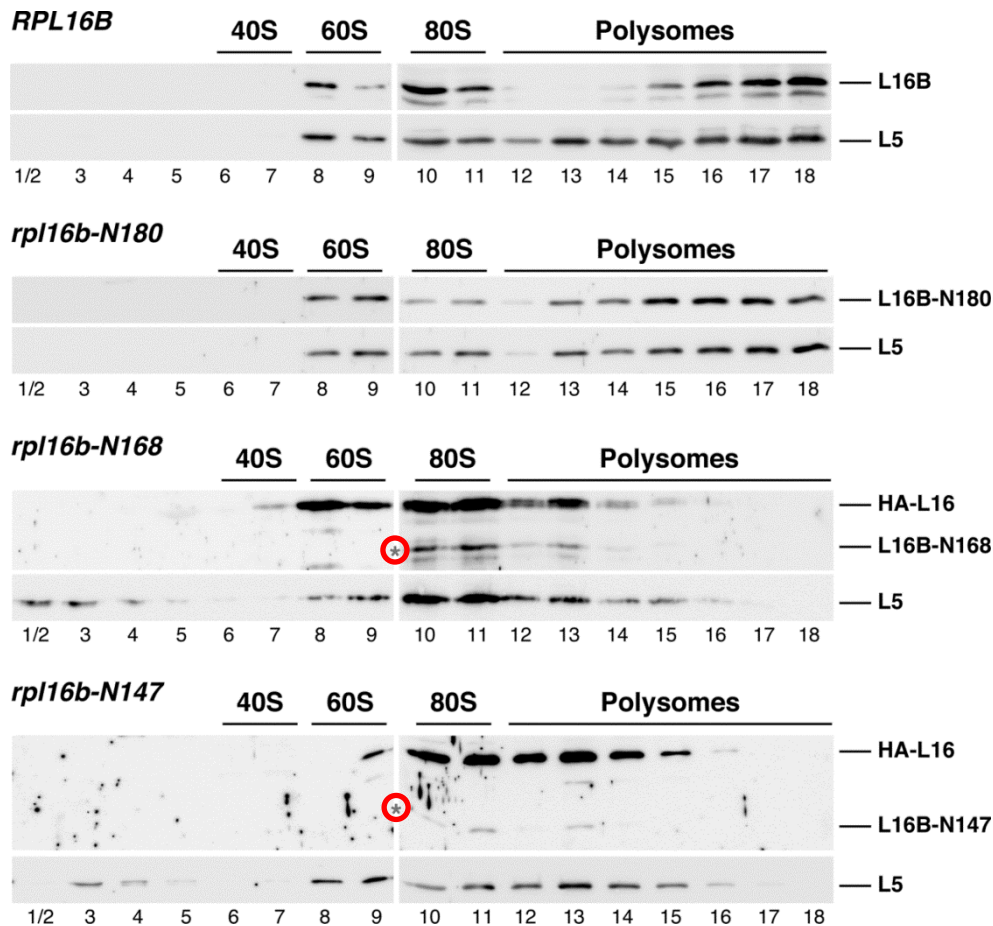 RPL16B
40S 60S 80S Polysomes
L16B
L5
1/2 3 4 5 6 7 8 9 10 11 12 13 14 15 16 17 18
rpl16b-N180
40S 60S 80S Polysomes
L16B-N180
L5
1/2 3 4 5 6 7 8 9 10 11 12 13 14 15 16 17 18
rpl16b-N168
40S 60S 80S Polysomes
HA-L16
* L16B-N168
L5
1/2 3 4 5 6 7 8 9 10 11 12 13 14 15 16 17 18
rpl16b-N147
40S 60S 80S Polysomes
HA-L16
*
L16B-N147
L5
1/2 3 4 5 6 7 8 9 10 11 12 13 14 15 16 17 18